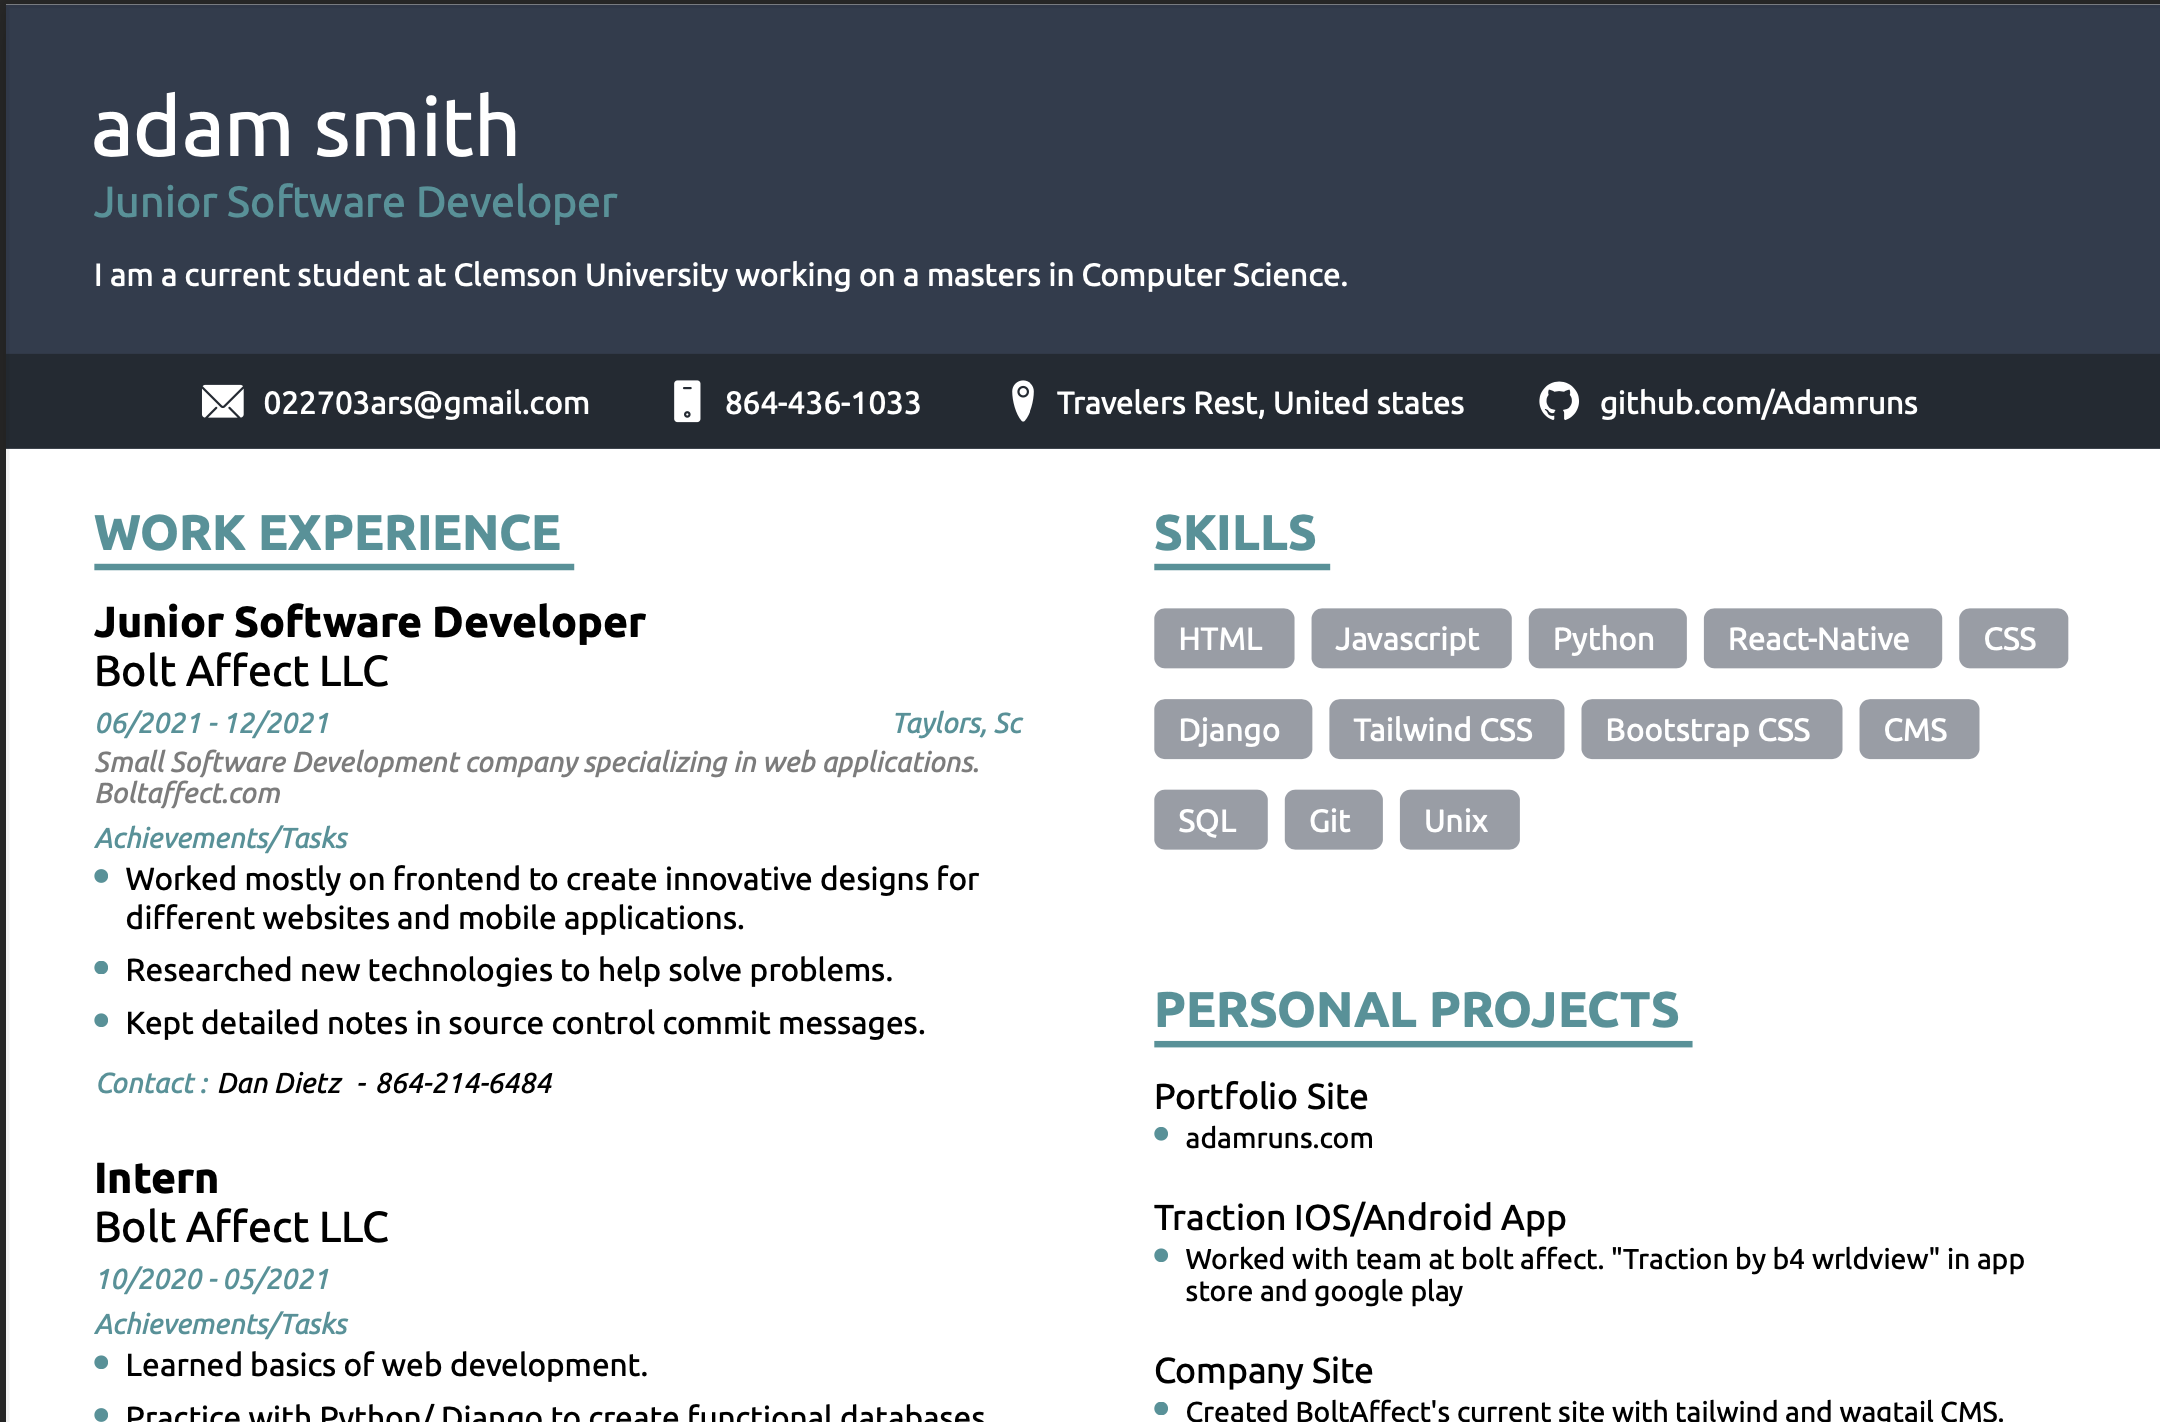 adam smith
Junior Software Developer
I am a current student at Clemson University working on a masters in Computer Science.
022703ars@gmail.com
864-436-1033
Travelers Rest, United states
github.com/Adamruns
WORK EXPERIENCE
Junior Software Developer
Bolt Affect LLC
06/2021 - 12/2021
Taylors, Sc
Small Software Development company specializing in web applications.
Boltaffect.com
Achievements/Tasks
Worked mostly on frontend to create innovative designs for
different websites and mobile applications.
Researched new technologies to help solve problems.
Kept detailed notes in source control commit messages.
Contact : Dan Dietz - 864-214-6484
Intern
Bolt Affect LLC
10/2020 - 05/2021
Achievements/Tasks
Learned basics of web development.
Practice with Python/ Django to create functional databases
SKILLS
HTML
Javascript
Python
React-Native
CSS
Django
Tailwind CSS
Bootstrap CSS
CMS
SQL
Git
Unix
PERSONAL PROJECTS
Portfolio Site
adamruns.com
Traction IOS/Android App
Worked with team at bolt affect. "Traction by b4 wrldview" in app
store and google play
Company Site
Created BoltAffect's current site with tailwind and wagtail CMS.